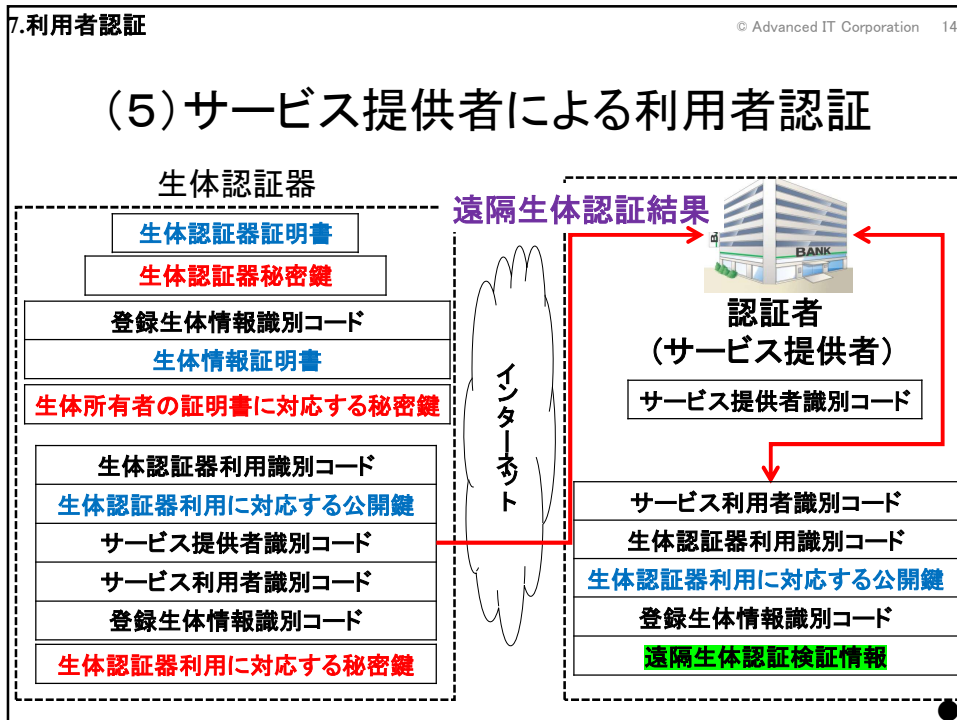 7.利用者認証
© Advanced IT Corporation 14
（５）サービス提供者による利用者認証
生体認証器
生体認証器証明書
生体認証器秘密鍵
登録生体情報識別コード
生体情報証明書
生体所有者の証明書に対応する秘密鍵
生体認証器利用識別コード
生体認証器利用に対応する公開鍵
サービス提供者識別コード
サービス利用者識別コード
登録生体情報識別コード
生体認証器利用に対応する秘密鍵
遠隔生体認証結果
インターネット
BANK
認証者
（サービス提供者）
サービス提供者識別コード
サービス利用者識別コード
生体認証器利用識別コード
生体認証器利用に対応する公開鍵
登録生体情報識別コード
遠隔生体認証検証情報